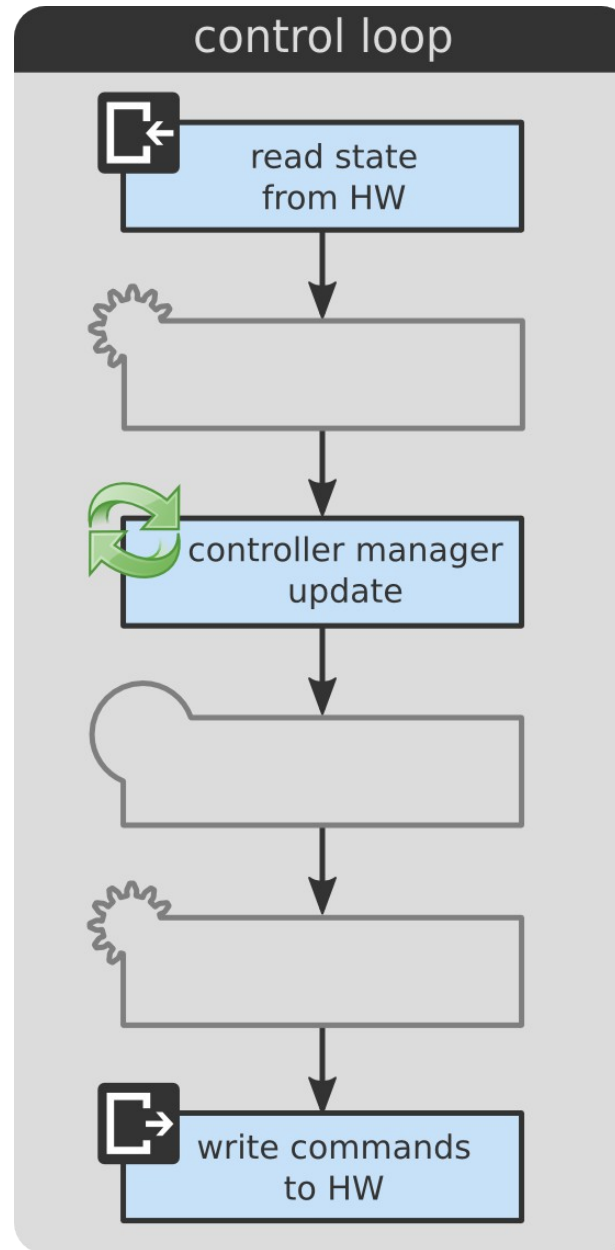 control loop
read state
from HW
controller manager
update
write commands
to HW